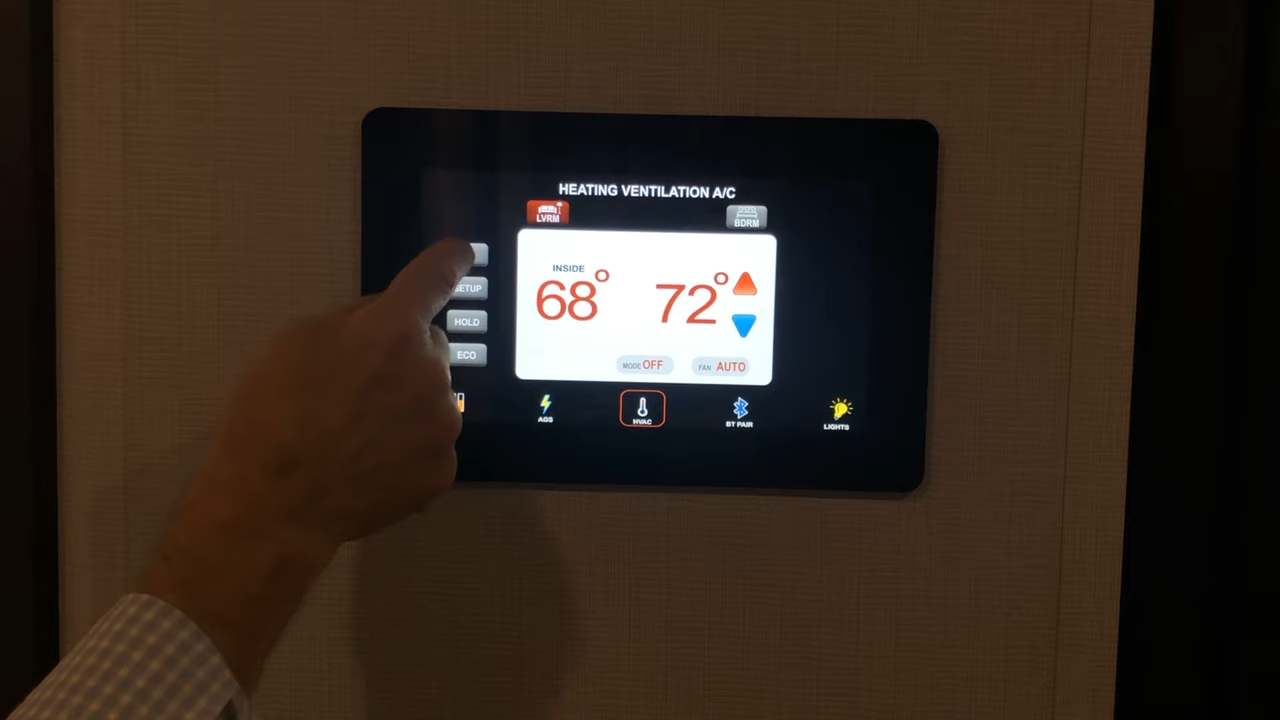 HEATING VENTILATION A/C
LVRM
BDRM
INSIDE
68°
72°
SETUP
HOLD
ECO
MODE OFF
FAN AUTO
AGS
HVAC
BT PAIR
LIGHTS